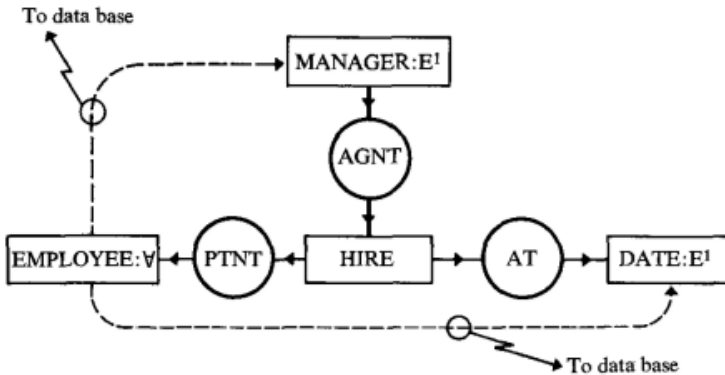 To data base
MANAGER:E¹
AGNT
EMPLOYEE:∀
PTNT
HIRE
AT
DATE:E¹
To data base